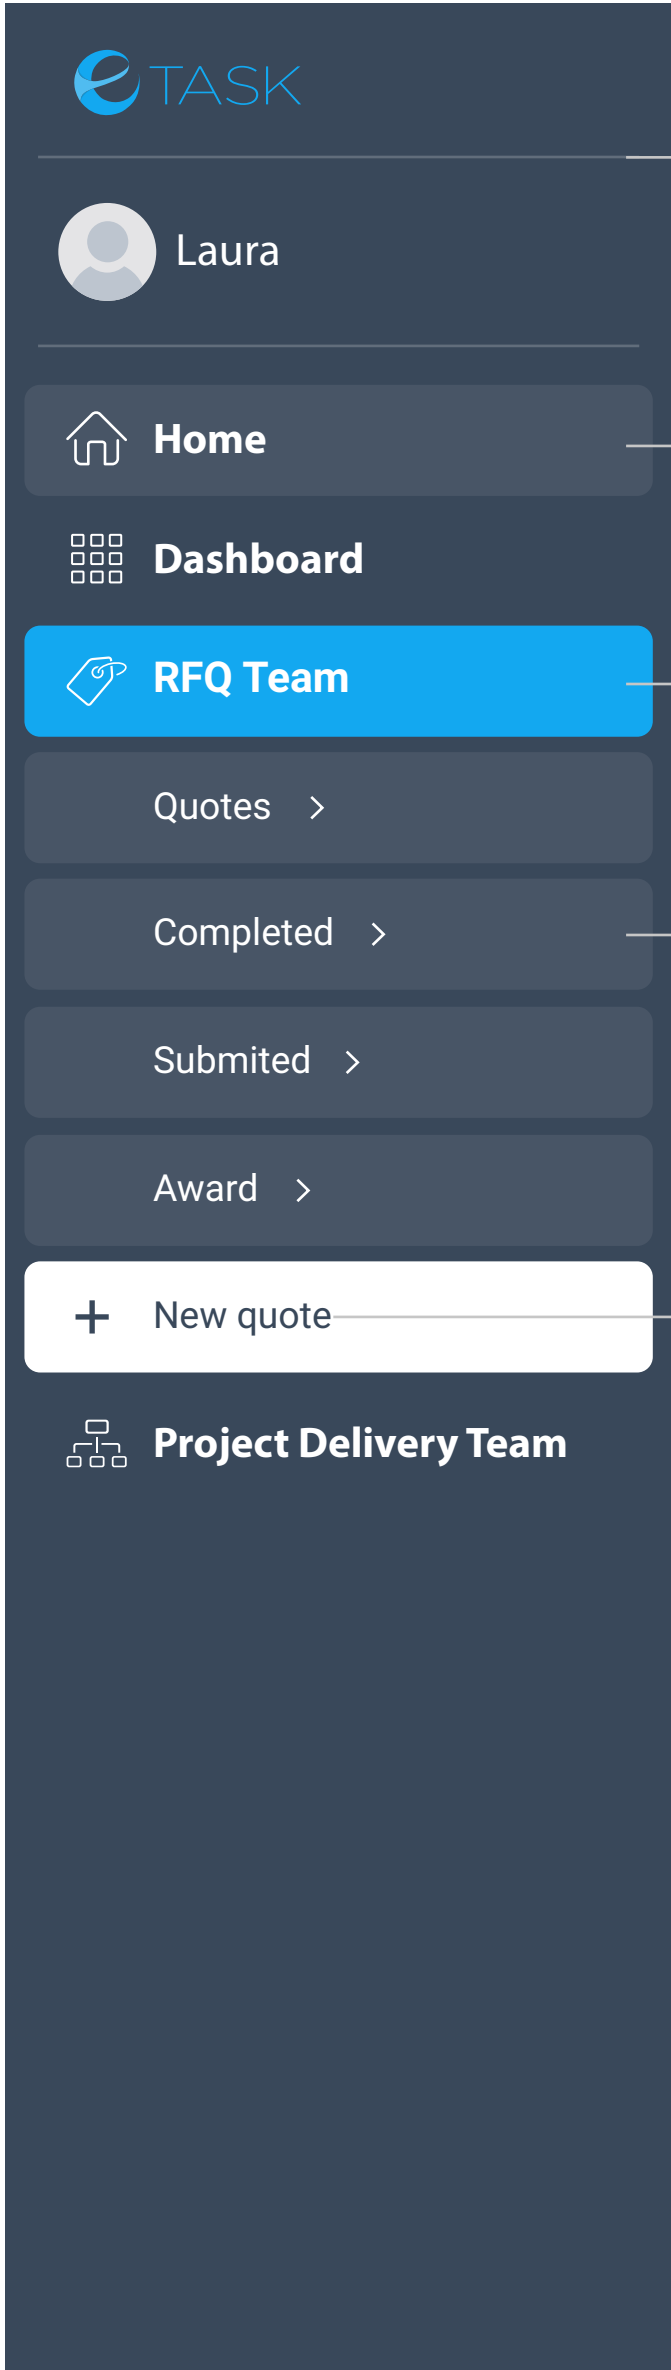 e TASK
Laura
Home
Dashboard
RFQ Team
Quotes
Completed
Submited
Award
New quote
Project Delivery Team